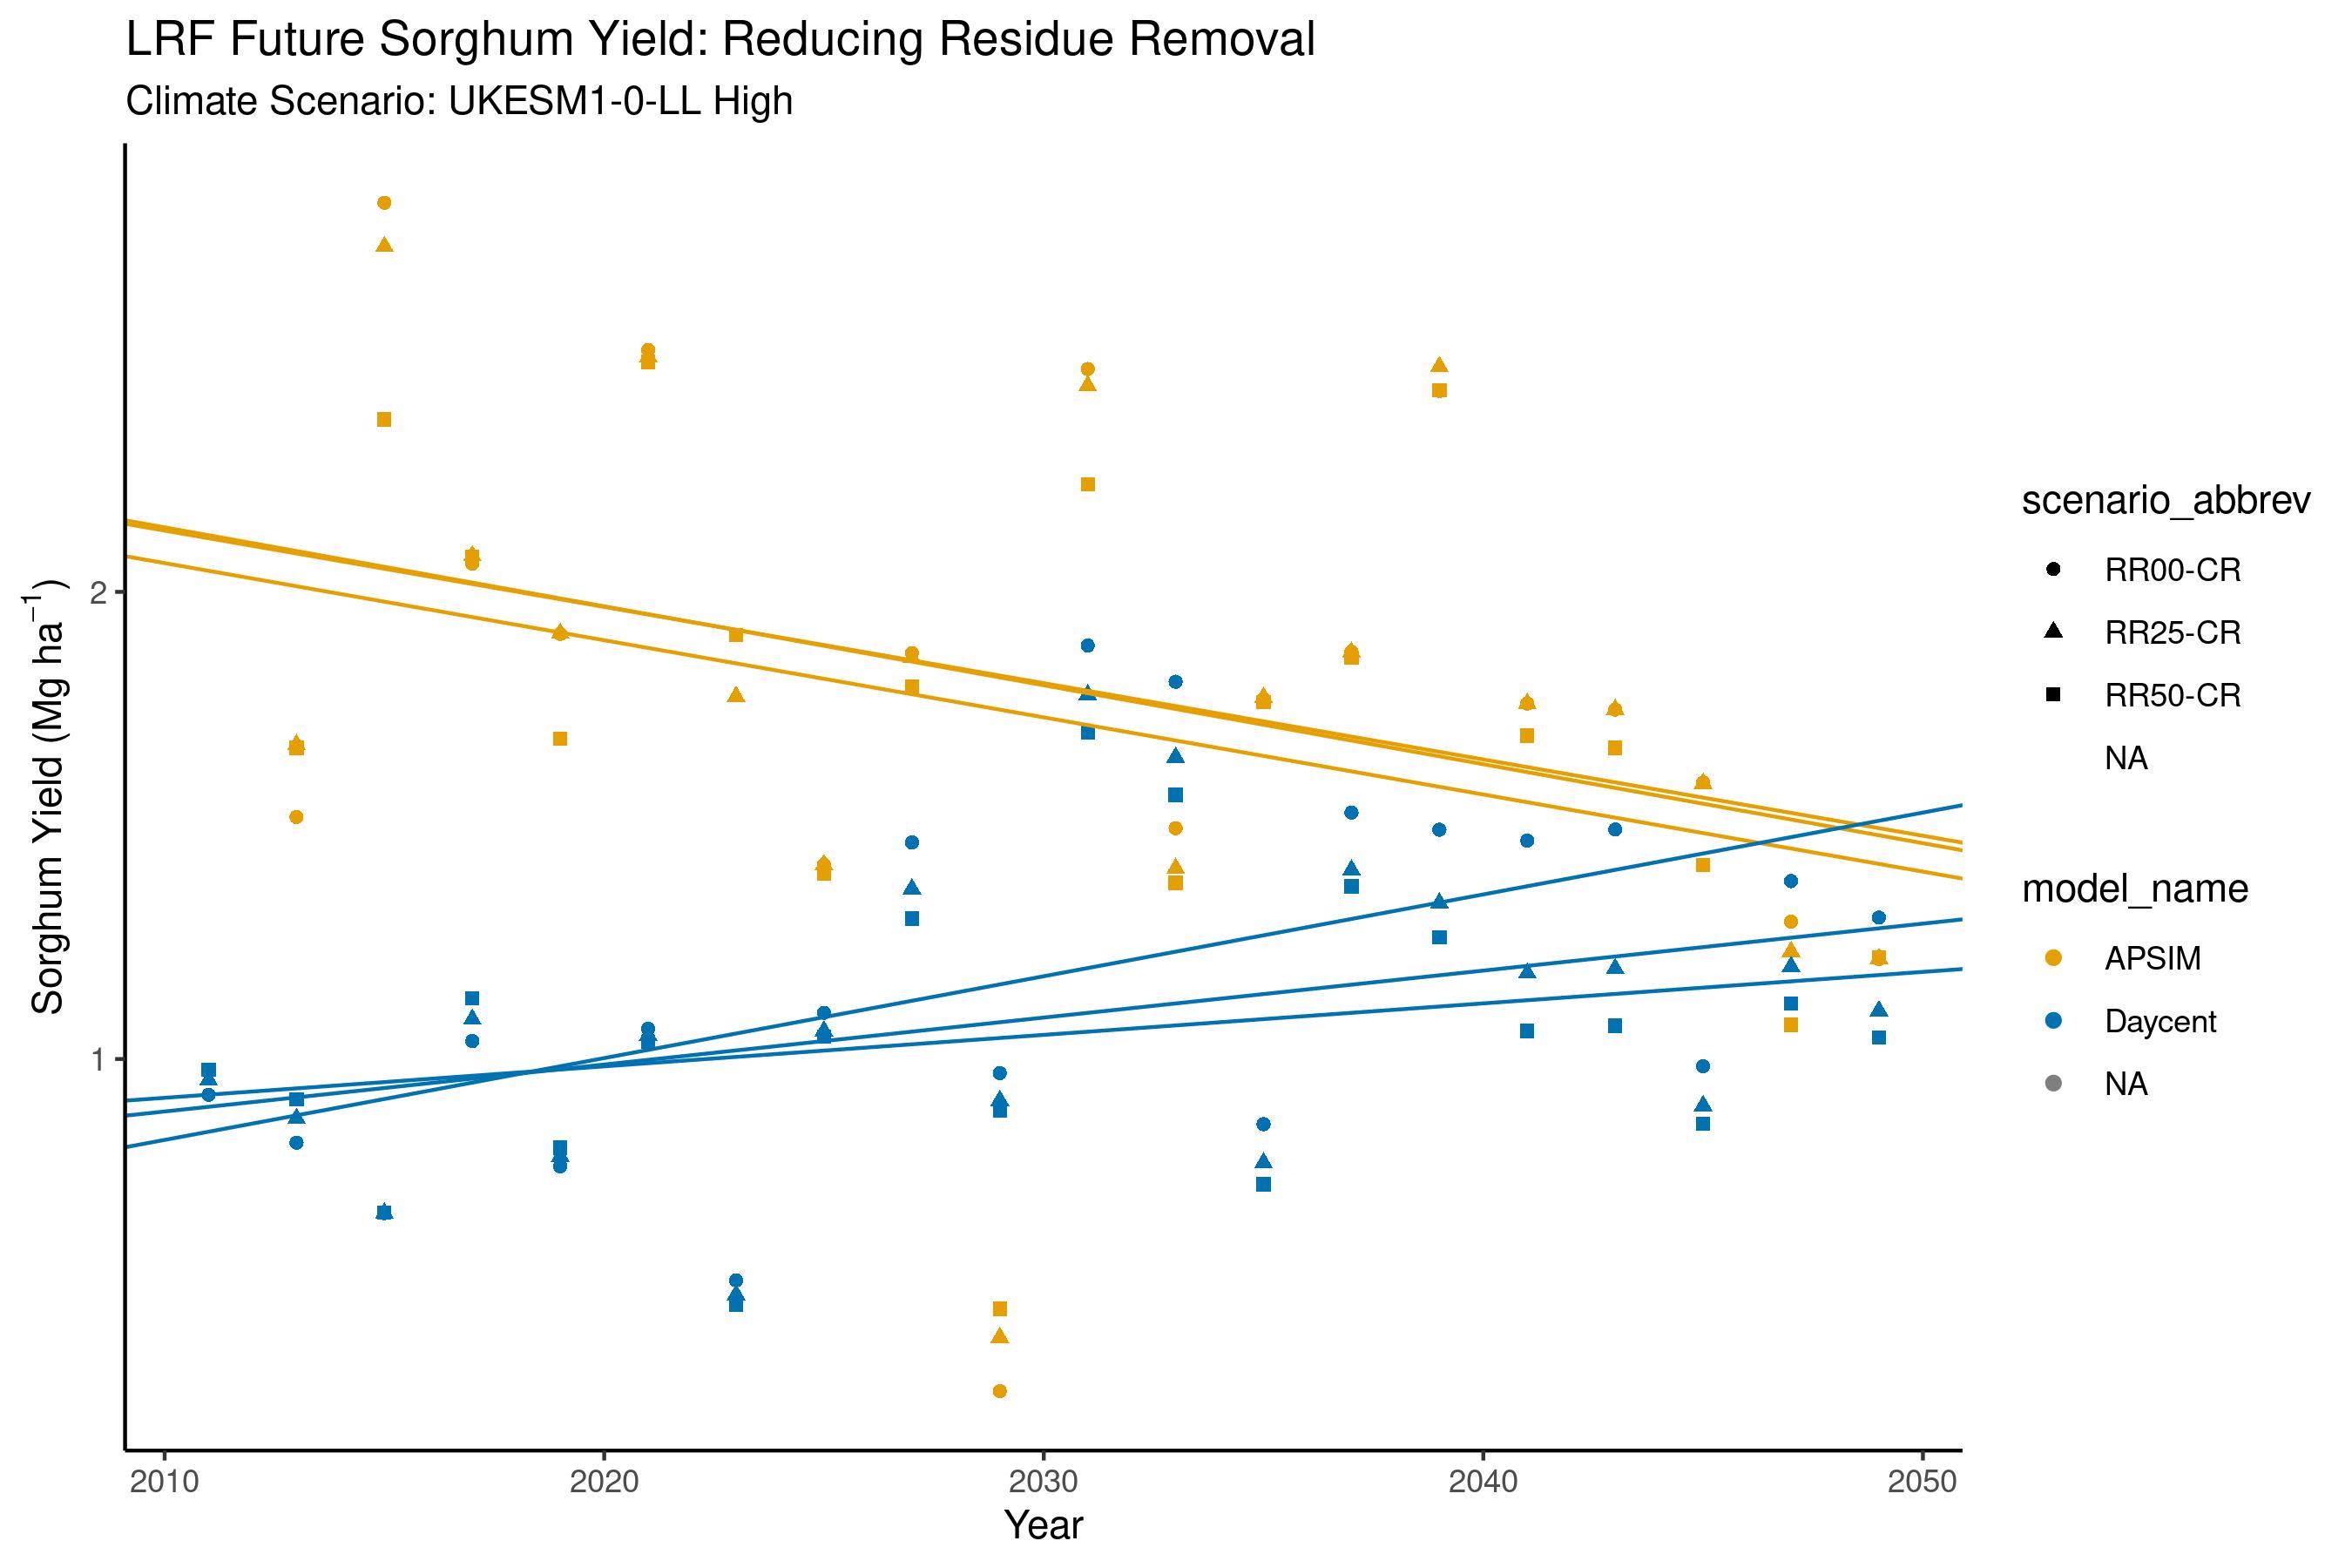 LRF Future Sorghum Yield: Reducing Residue Removal
Climate Scenario: UKESM1-0-LL High
Sorghum Yield (Mg ha⁻¹)
2
1
2010
2020
2030
2040
2050
Year
scenario_abbrev
RR00-CR
RR25-CR
RR50-CR
NA
model_name
APSIM
Daycent
NA